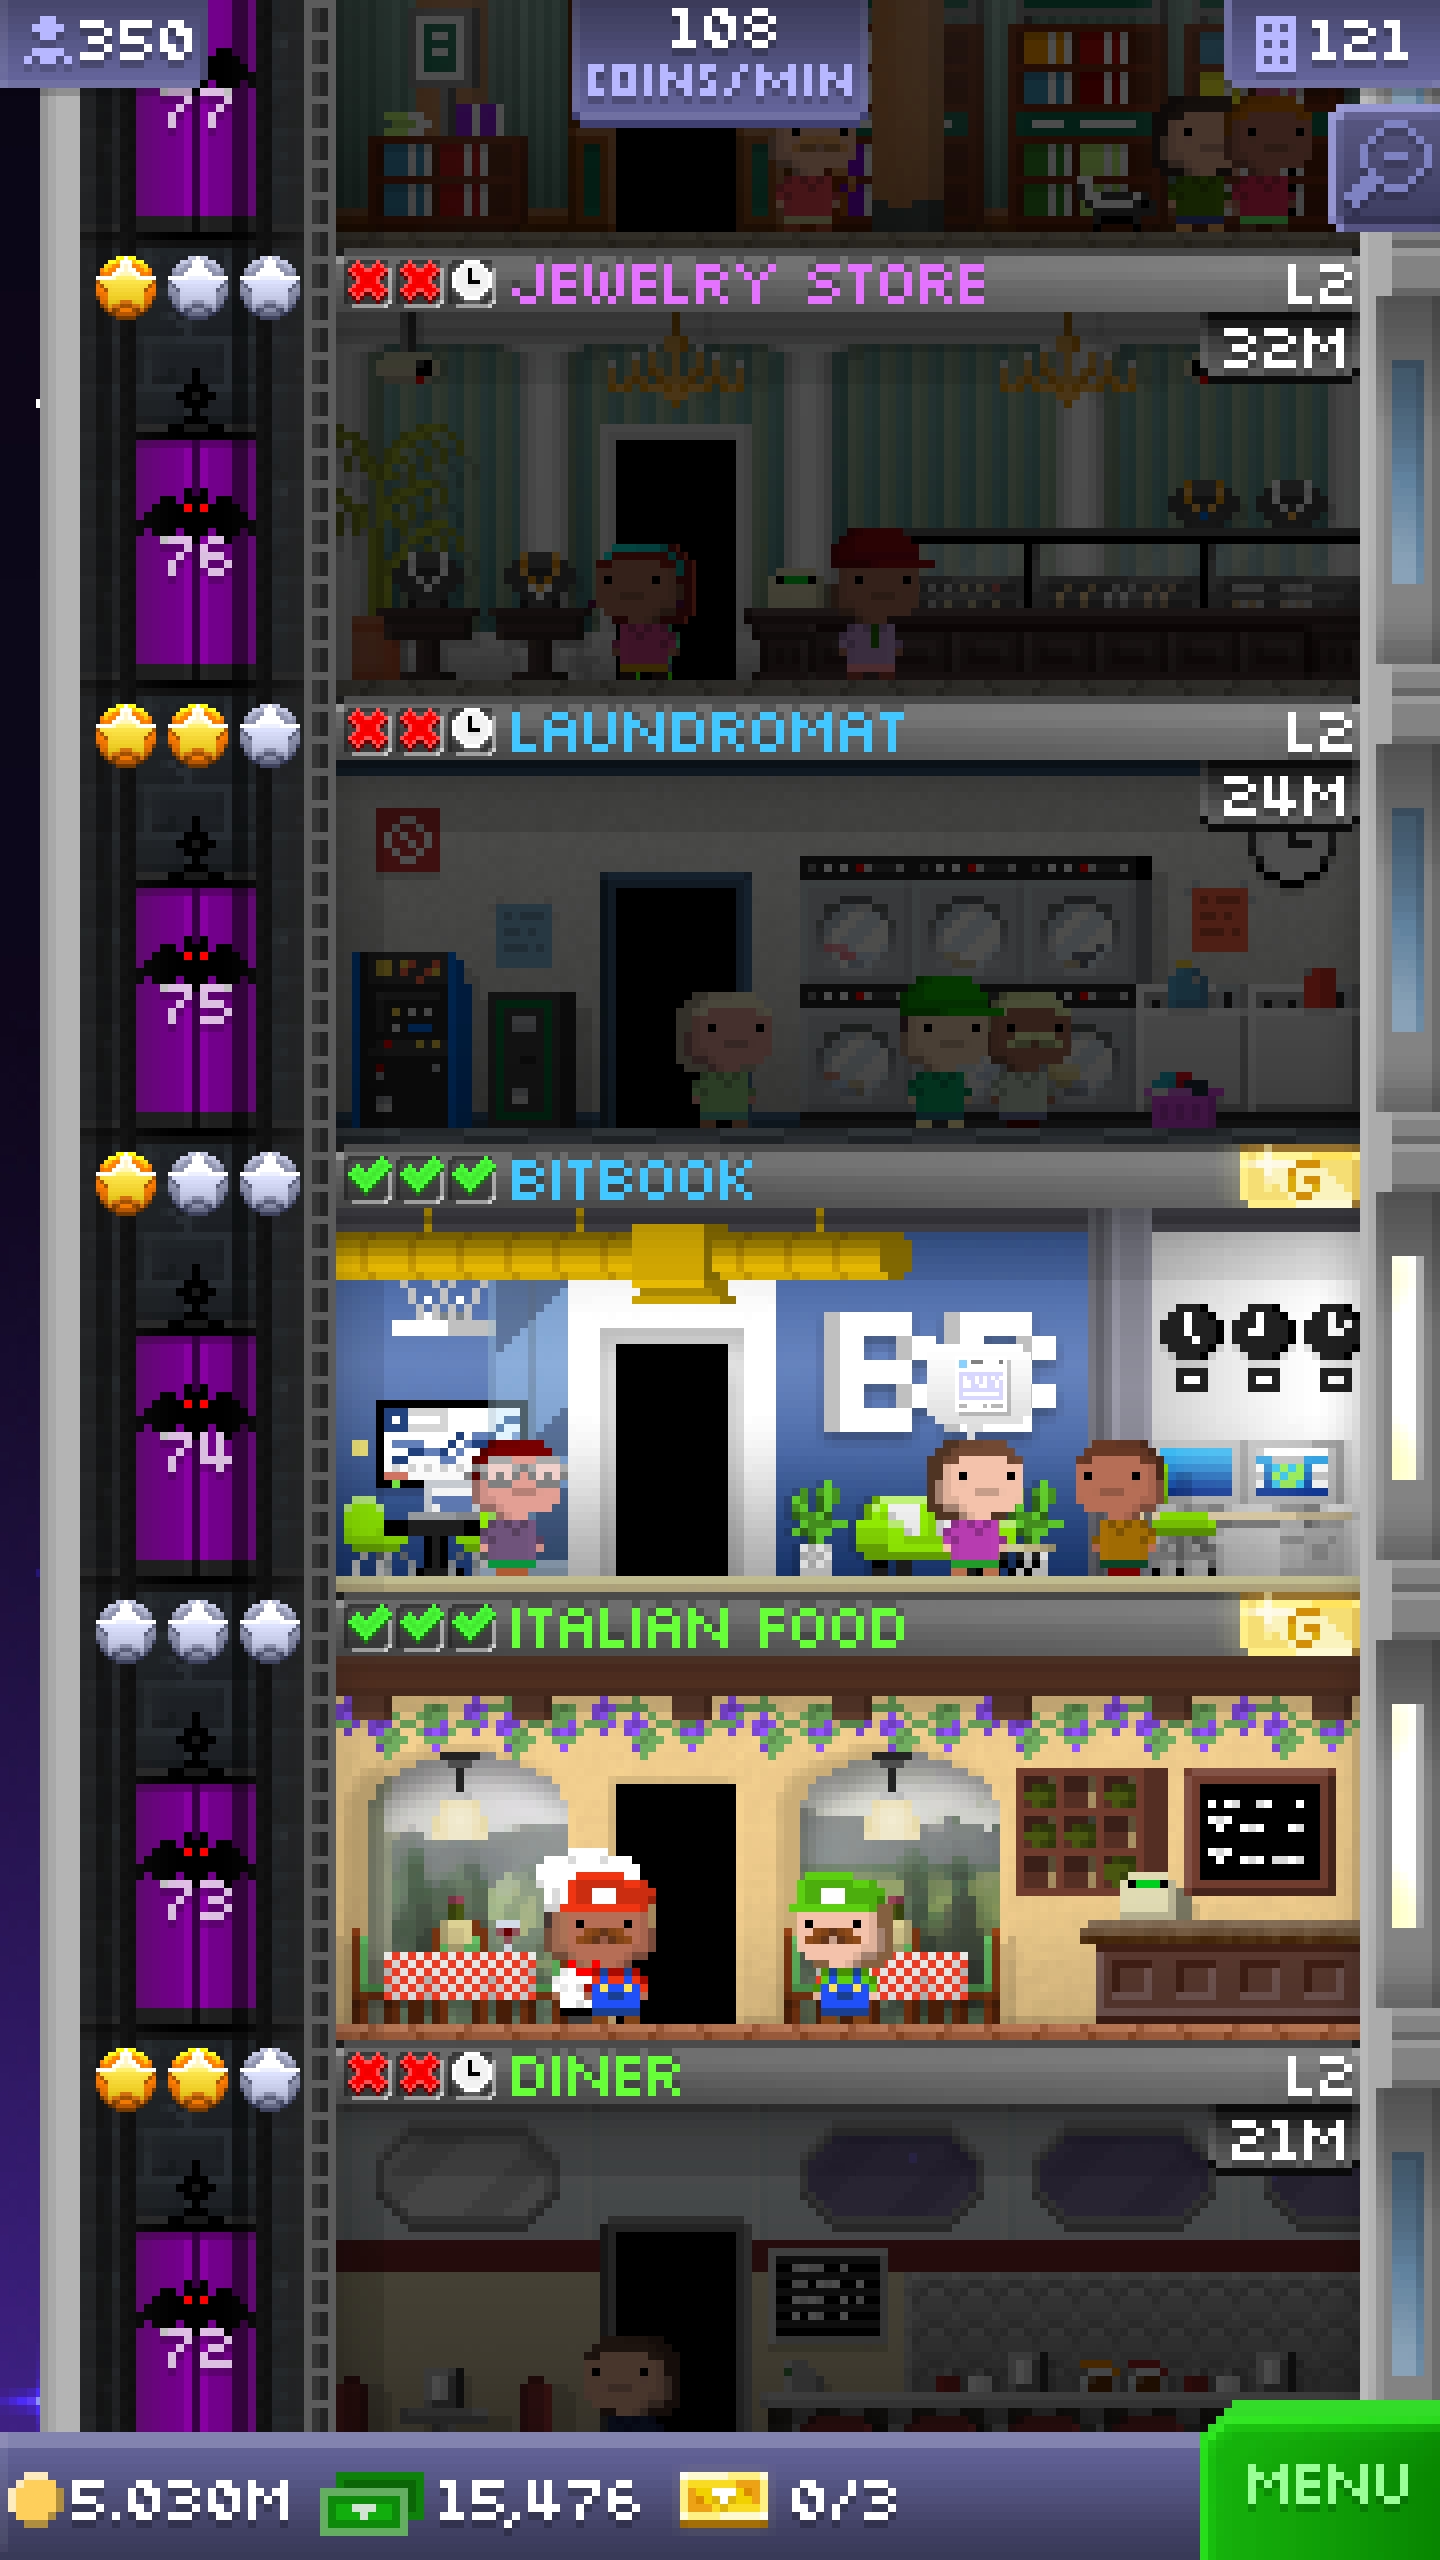 350
108
COINS/MIN
121
77
JEWELRY STORE
L2
32M
76
LAUNDROMAT
L2
24M
75
BITBOOK
G
BUY
74
ITALIAN FOOD
G
73
DINER
L2
21M
72
5.030M
15,476
0/3
MENU